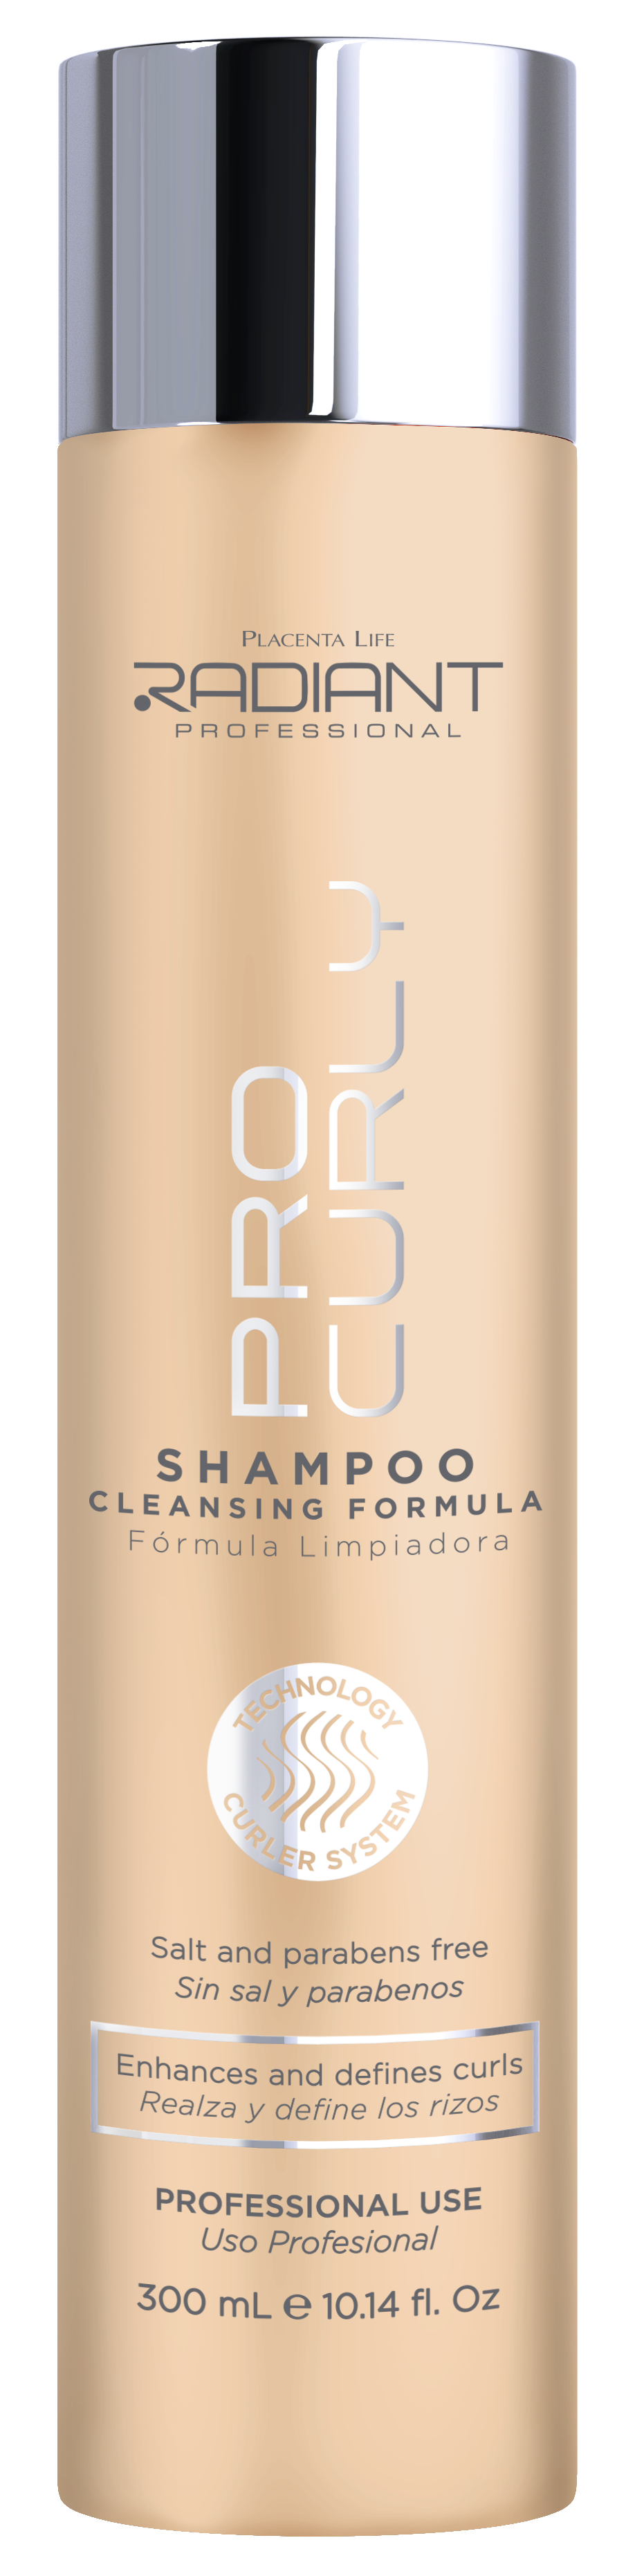 PLACENTA LIFE
RADIANT
PROFESSIONAL
PRO
CURLY
SHAMPOO
CLEANSING FORMULA
Fórmula Limpiadora
TECHNOLOGY
CURLER SYSTEM
Salt and parabens free
Sin sal y parabenos
Enhances and defines curls
Realza y define los rizos
PROFESSIONAL USE
Uso Profesional
300 mL ℮ 10.14 fl. Oz